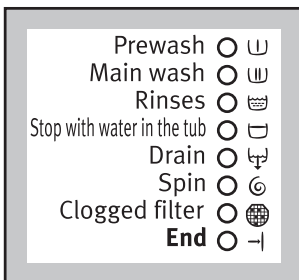 Prewash
Main wash
Rinses
Stop with water in the tub
Drain
Spin
Clogged filter
End